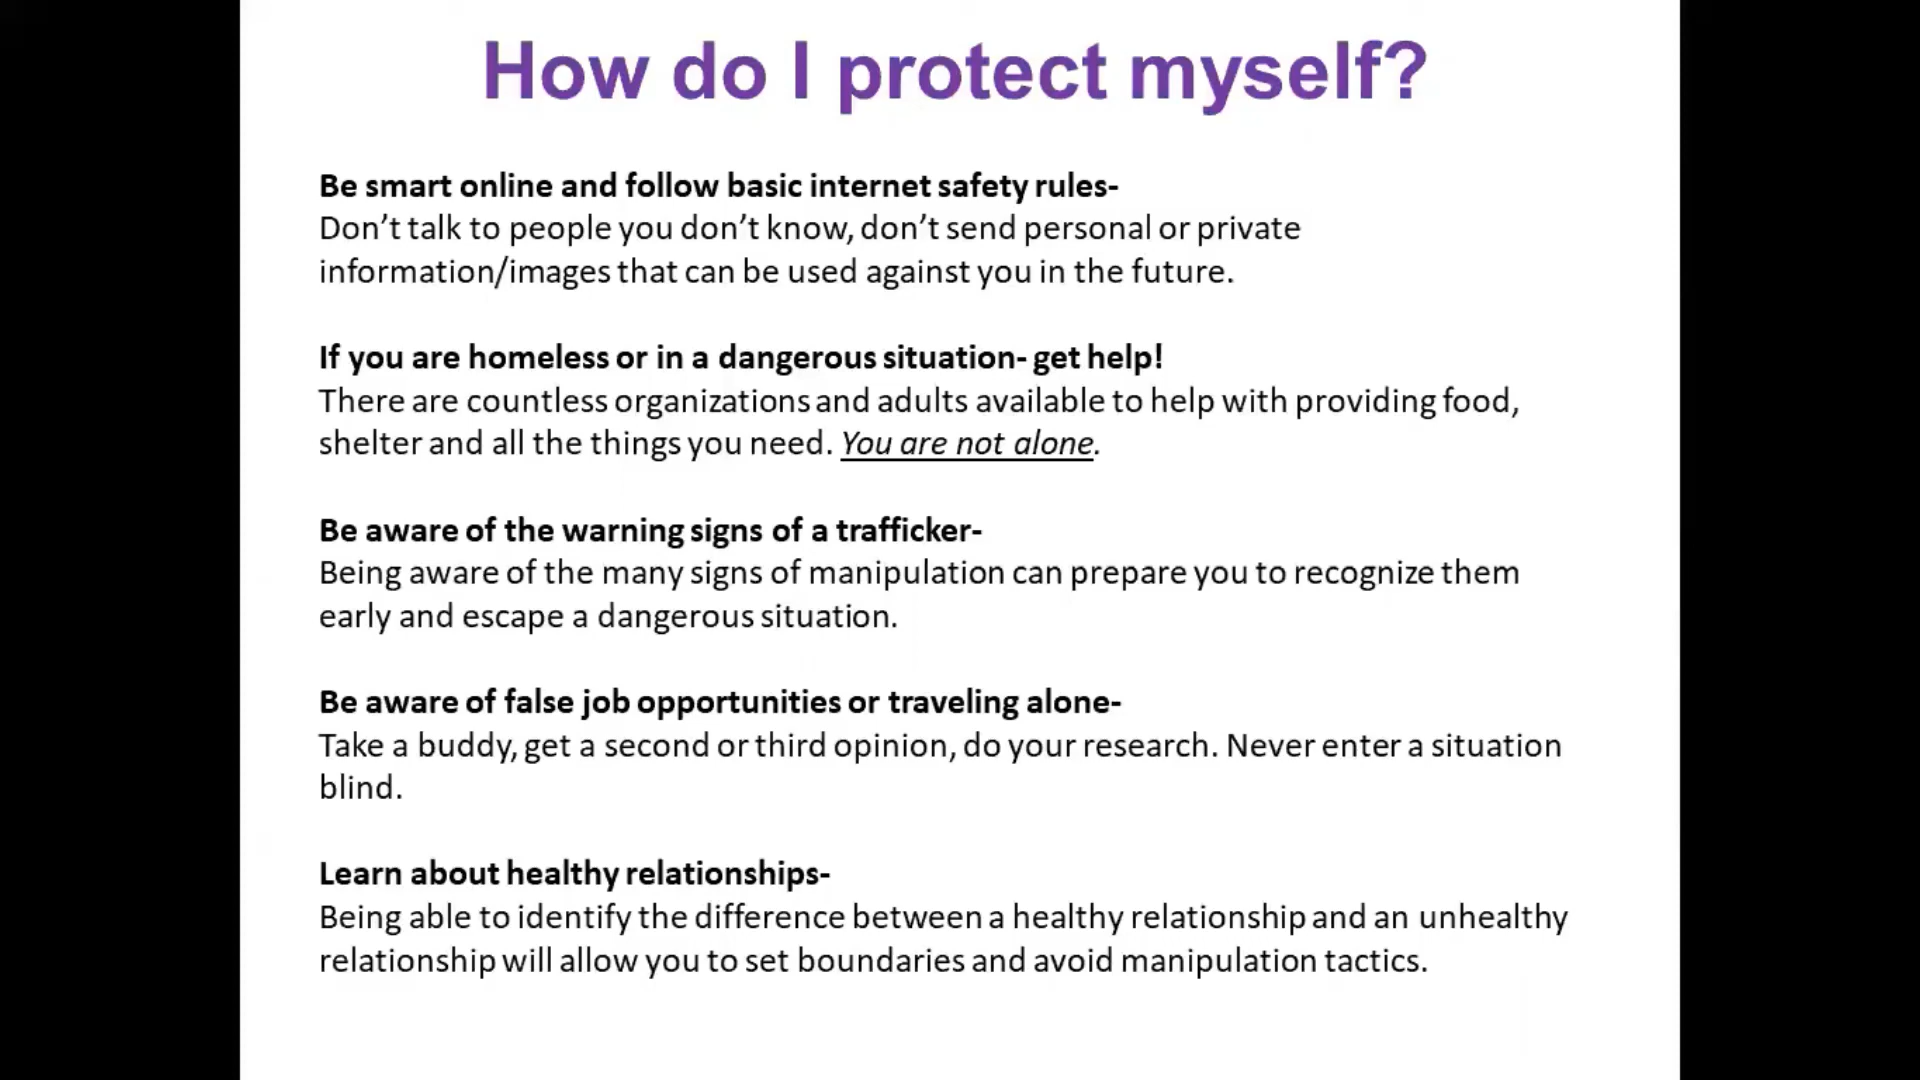 How do I protect myself?
Be smart online and follow basic internet safety rules-
Don’t talk to people you don’t know, don’t send personal or private
information/images that can be used against you in the future.
If you are homeless or in a dangerous situation- get help!
There are countless organizations and adults available to help with providing food,
shelter and all the things you need. You are not alone.
Be aware of the warning signs of a trafficker-
Being aware of the many signs of manipulation can prepare you to recognize them
early and escape a dangerous situation.
Be aware of false job opportunities or traveling alone-
Take a buddy, get a second or third opinion, do your research. Never enter a situation
blind.
Learn about healthy relationships-
Being able to identify the difference between a healthy relationship and an unhealthy
relationship will allow you to set boundaries and avoid manipulation tactics.